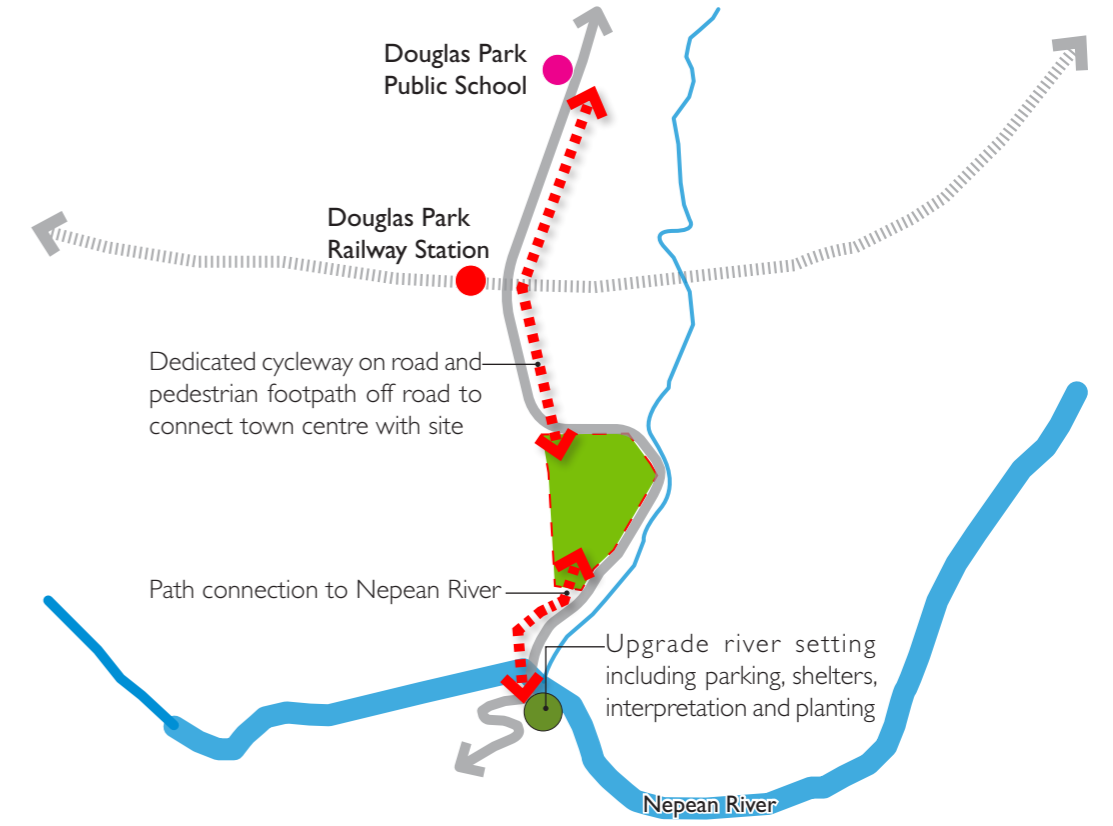 Douglas Park
Public School
Douglas Park
Railway Station
Dedicated cycleway on road and
pedestrian footpath off road to
connect town centre with site
Path connection to Nepean River
Upgrade river setting
including parking, shelters,
interpretation and planting
Nepean River